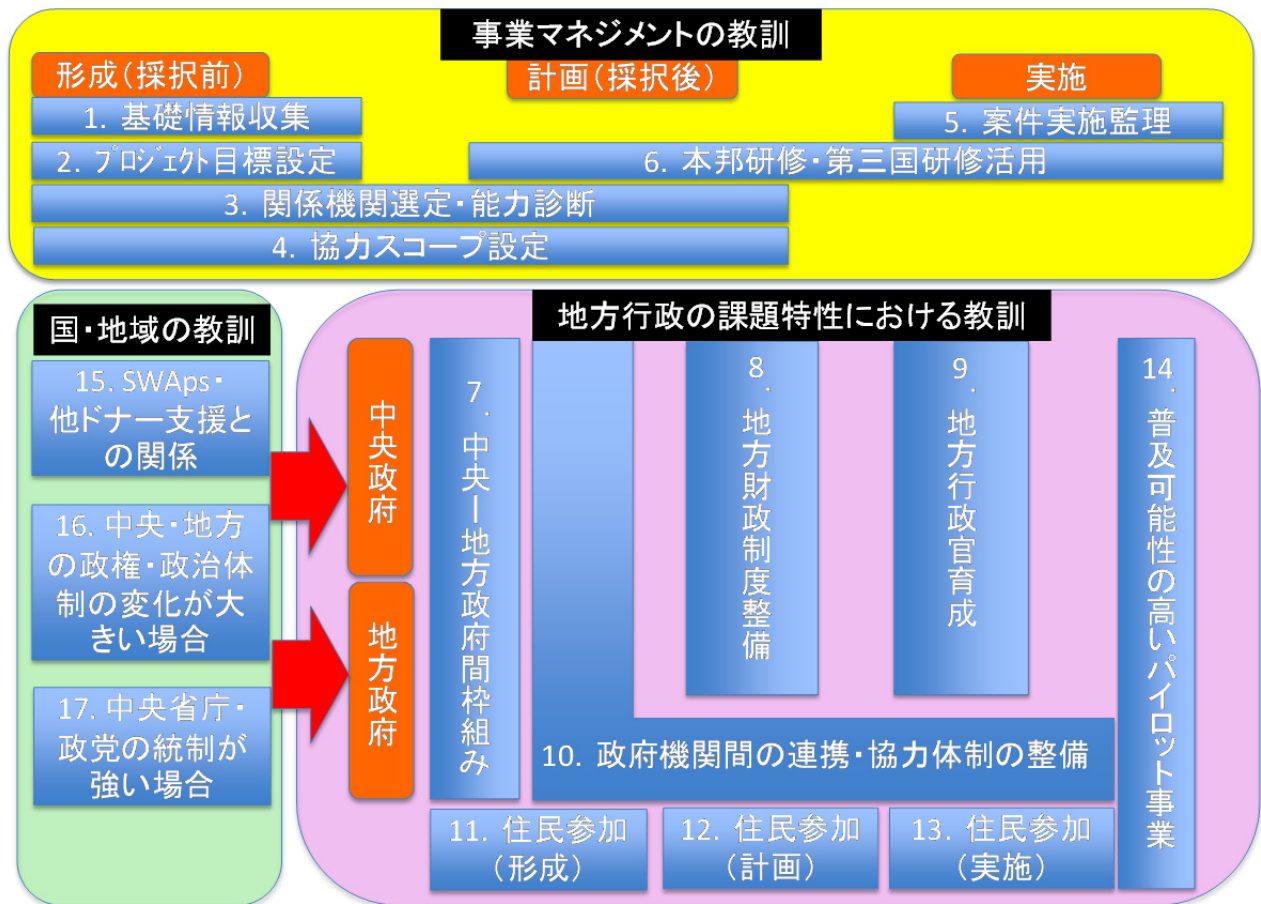 事業マネジメントの教訓
形成(採択前)
計画(採択後)
実施
1. 基礎情報収集
5. 案件実施監理
2. プロジェクト目標設定
6. 本邦研修・第三国研修活用
3. 関係機関選定・能力診断
4. 協力スコープ設定
国・地域の教訓
15. SWAps・
他ドナー支援と
の関係
16. 中央・地方
の政権・政治体
制の変化が大
きい場合
17. 中央省庁・
政党の統制が
強い場合
地方行政の課題特性における教訓
中央政府
地方政府
7. 中央ー地方政府間枠組み
8. 地方財政制度整備
9. 地方行政官育成
14. 普及可能性の高いパイロット事業
10. 政府機関間の連携・協力体制の整備
11. 住民参加
(形成)
12. 住民参加
(計画)
13. 住民参加
(実施)